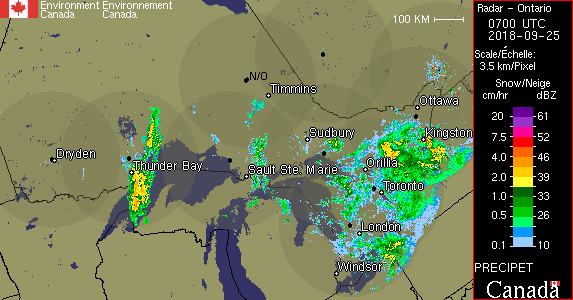 Environment Environnement
Canada Canada
Radar - Ontario
0700 UTC
2018-09-25
100 KM
Scale/Échelle:
3.5 km/Pixel
Snow/Neige
cm/hr dBZ
20 61
7.5 57
5.5 52
4.0 46
2.0 39
1.0 33
0.5 26
0.1 10
N/O
Timmins
Ottawa
Sudbury
Kingston
Dryden
Thunder Bay
Sault Ste. Marie
Orillia
Toronto
London
Windsor
PRECIPET
Canada